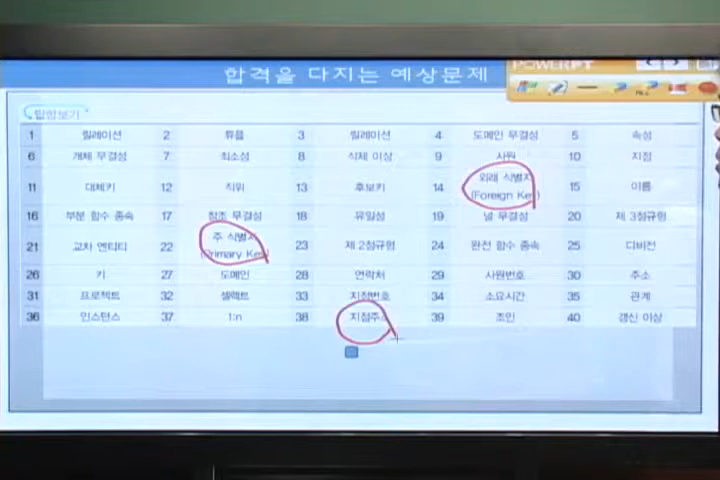 POWERPT
합격을 다지는 예상문제
답항보기
1 릴레이션 2 튜플 3 릴레이션 4 도메인 무결성 5 속성
6 개체 무결성 7 최소성 8 삭제 이상 9 사원 10 지점
11 대체키 12 직위 13 후보키 14 외래 식별자 (Foreign Key) 15 이름
16 부분 함수 종속 17 참조 무결성 18 유일성 19 널 무결성 20 제 3정규형
21 교차 엔티티 22 주 식별자 (Primary Key) 23 제 2정규형 24 완전 함수 종속 25 디비전
26 키 27 도메인 28 연락처 29 사원번호 30 주소
31 프로젝트 32 셀렉트 33 지점번호 34 소요시간 35 관계
36 인스턴스 37 1:n 38 지점주소 39 조인 40 갱신 이상